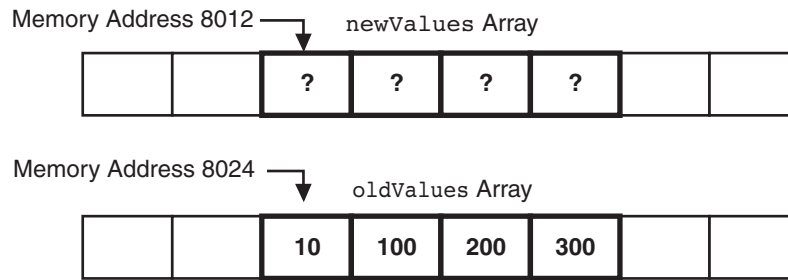 Memory Address 8012
newValues Array
? ? ? ?
Memory Address 8024
oldValues Array
10 100 200 300